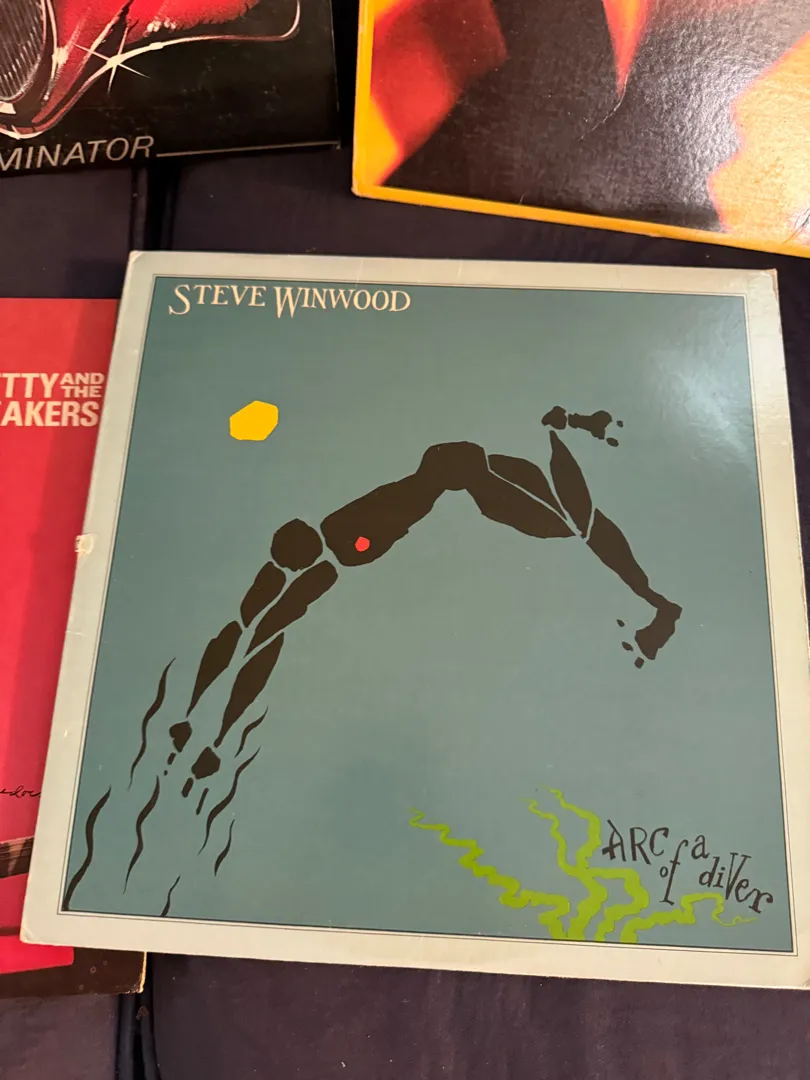 MINATOR
STEVE WINWOOD
TTY AND THE
AKERS
ARC of a diVer